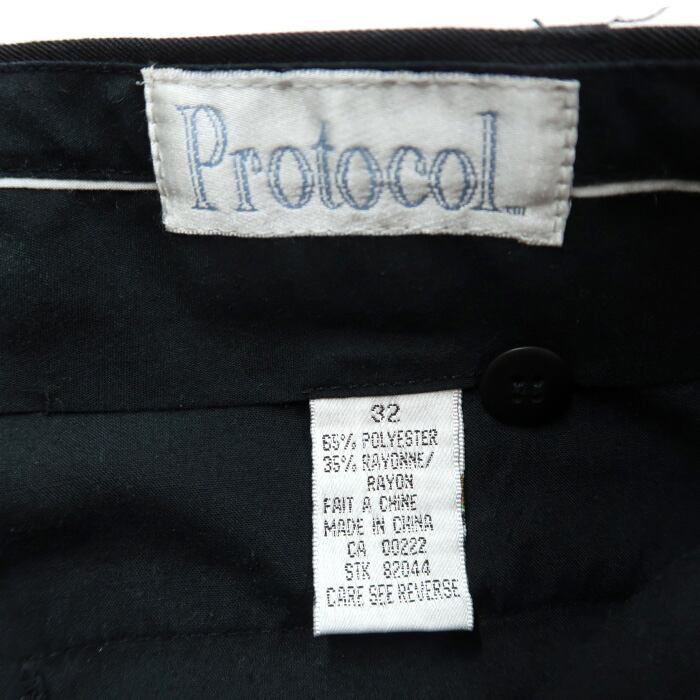 Protocol
32
65% POLYESTER
35% RAYONNE/
RAYON
FAIT A CHINE
MADE IN CHINA
CA 00222
STK 82044
CARE SEE REVERSE